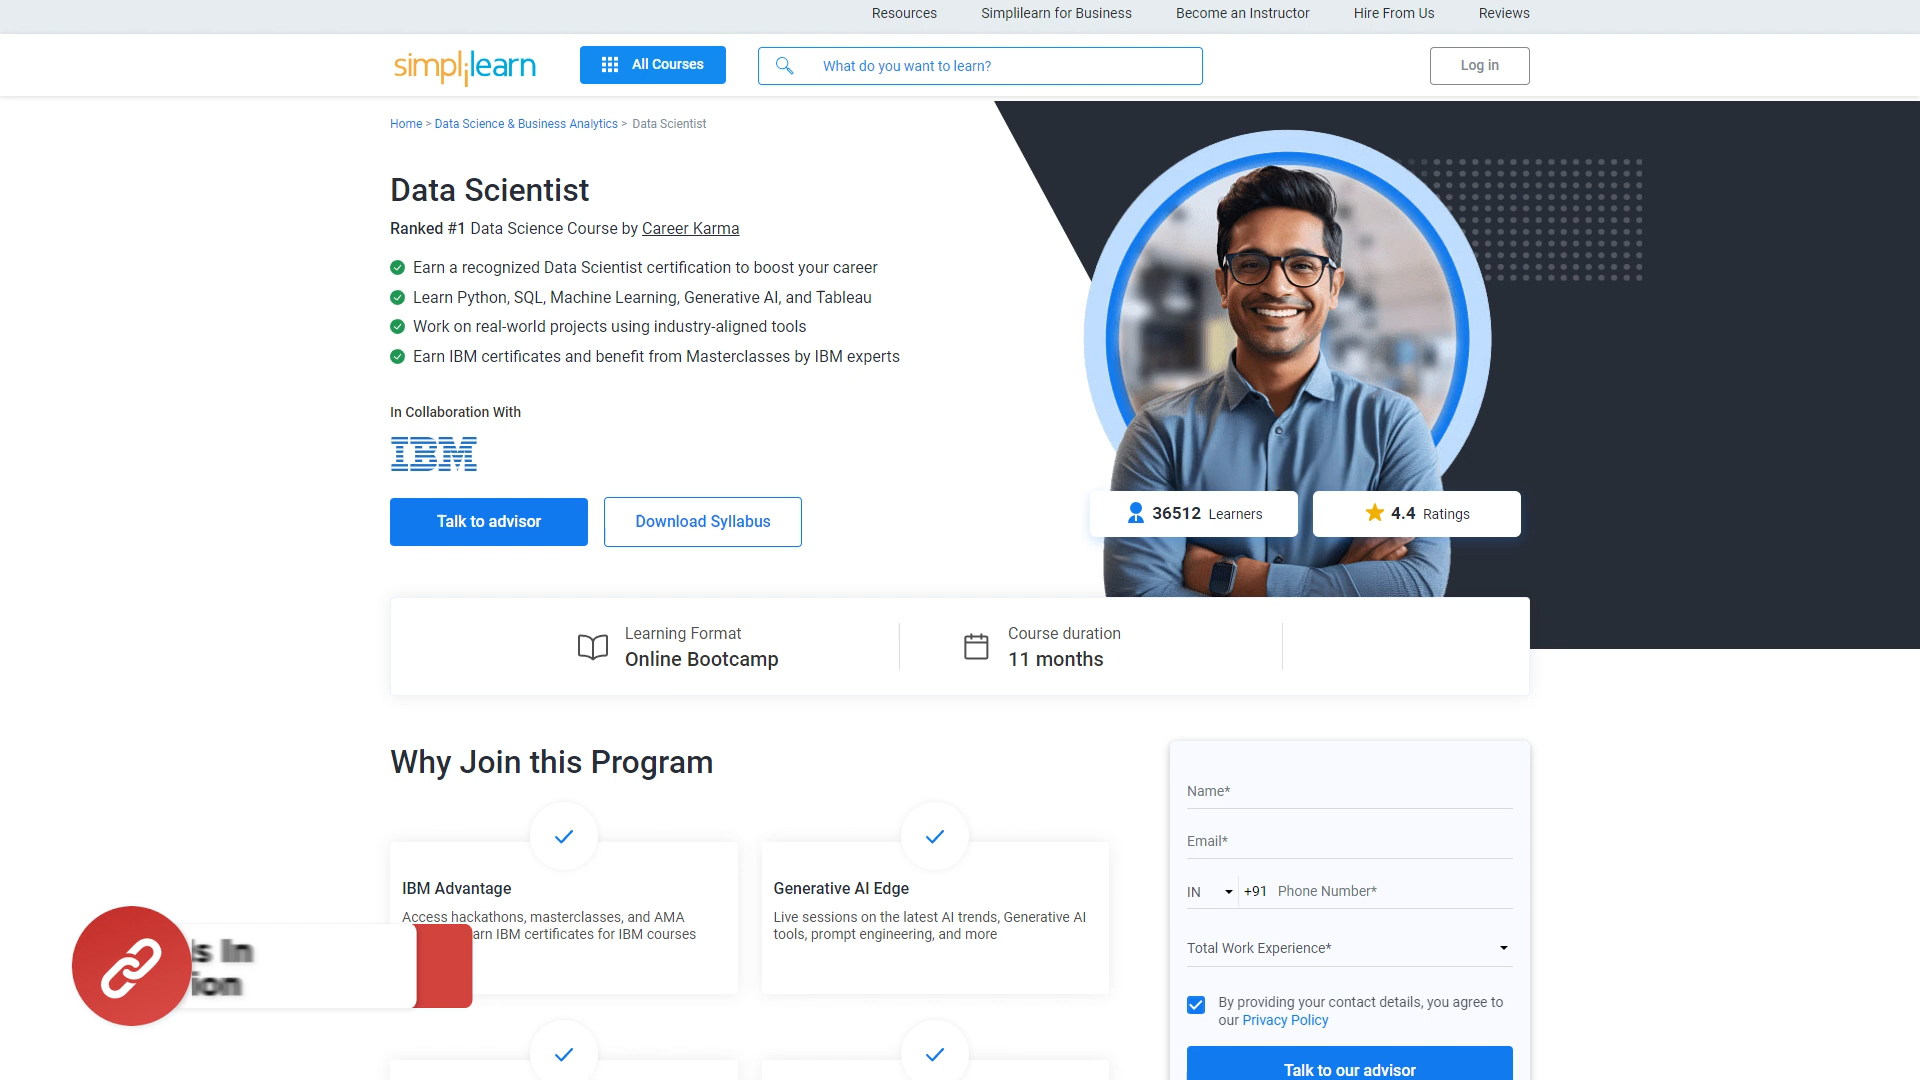 Resources Simplilearn for Business Become an Instructor Hire From Us Reviews
simplilearn All Courses What do you want to learn? Log in
Home > Data Science & Business Analytics > Data Scientist
Data Scientist
Ranked #1 Data Science Course by Career Karma
Earn a recognized Data Scientist certification to boost your career
Learn Python, SQL, Machine Learning, Generative AI, and Tableau
Work on real-world projects using industry-aligned tools
Earn IBM certificates and benefit from Masterclasses by IBM experts
In Collaboration With
IBM
Talk to advisor Download Syllabus
36512 Learners 4.4 Ratings
Learning Format
Online Bootcamp
Course duration
11 months
Why Join this Program
IBM Advantage
Access hackathons, masterclasses, and AMA
IBM certificates for IBM courses
Generative AI Edge
Live sessions on the latest AI trends, Generative AI
tools, prompt engineering, and more
Name*
Email*
IN +91 Phone Number*
Total Work Experience*
By providing your contact details, you agree to
our Privacy Policy
Talk to our advisor
In